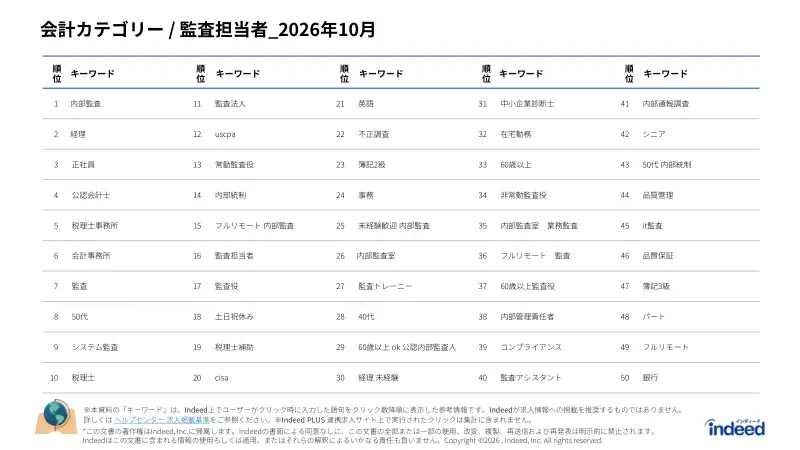 会計カテゴリー / 監査担当者_2026年10月
順位 キーワード 順位 キーワード 順位 キーワード 順位 キーワード 順位 キーワード
1 内部監査 11 監査法人 21 英語 31 中小企業診断士 41 内部通報調査
2 経理 12 uscpa 22 不正調査 32 在宅勤務 42 シニア
3 正社員 13 常勤監査役 23 簿記2級 33 60歳以上 43 50代 内部統制
4 公認会計士 14 内部統制 24 事務 34 非常勤監査役 44 品質管理
5 税理士事務所 15 フルリモート 内部監査 25 未経験歓迎 内部監査 35 内部監査室　業務監査 45 it監査
6 会計事務所 16 監査担当者 26 内部監査室 36 フルリモート　監査 46 品質保証
7 監査 17 監査役 27 監査トレーニー 37 60歳以上監査役 47 簿記3級
8 50代 18 土日祝休み 28 40代 38 内部管理責任者 48 パート
9 システム監査 19 税理士補助 29 60歳以上 ok 公認内部監査人 39 コンプライアンス 49 フルリモート
10 税理士 20 cisa 30 経理 未経験 40 監査アシスタント 50 銀行
※本資料の「キーワード」は、Indeed上でユーザーがクリック時に入力した語句をクリック数降順に表示した参考情報です。Indeedが求人情報への掲載を推奨するものではありません。
詳しくは ヘルプセンター 求人掲載基準をご参照ください。※Indeed PLUS 連携求人サイト上で実行されたクリックは集計に含まれません。
*この文書の著作権はIndeed, Inc.に帰属します。Indeedの書面による同意なしに、この文書の全部または一部の使用、改変、複製、再送信および再発表は明示的に禁止されます。
Indeedはこの文書に含まれる情報の使用もしくは適用、またはそれらの解釈によるいかなる責任も負いません。Copyright ©2026 , Indeed, Inc. All rights reserved.
インディード
indeed